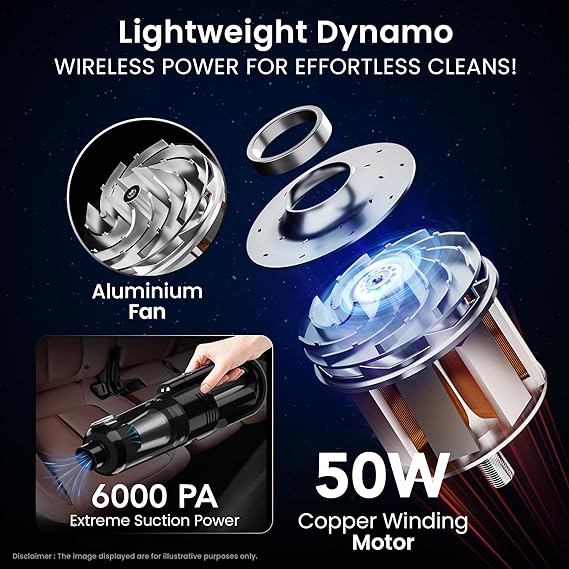 Lightweight Dynamo
WIRELESS POWER FOR EFFORTLESS CLEANS!
Aluminium
Fan
6000 PA
Extreme Suction Power
50W
Copper Winding
Motor
Disclaimer : The image displayed are for illustrative purposes only.